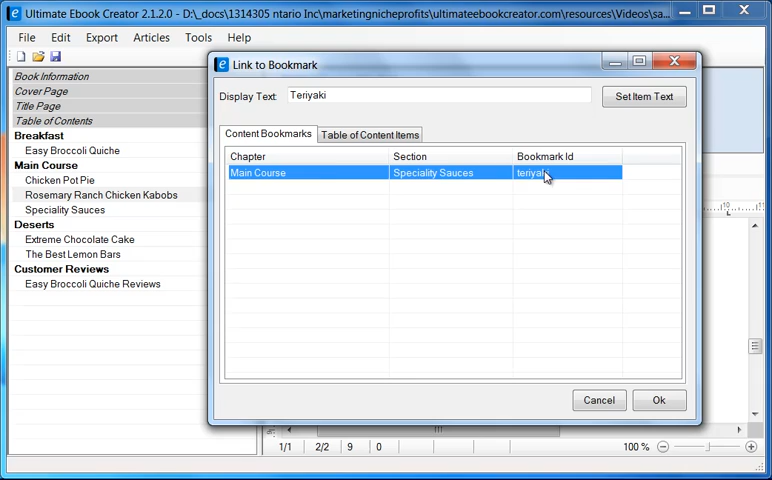 Ultimate Ebook Creator 2.1.2.0 - D:\_docs\1314305 ntario Inc\marketingnicheprofits\ultimateebookcreator.com\resources\Videos\sa...
File Edit Export Articles Tools Help
Book Information
Cover Page
Title Page
Table of Contents
Breakfast
Easy Broccoli Quiche
Main Course
Chicken Pot Pie
Rosemary Ranch Chicken Kabobs
Speciality Sauces
Deserts
Extreme Chocolate Cake
The Best Lemon Bars
Customer Reviews
Easy Broccoli Quiche Reviews
Link to Bookmark
Display Text: Teriyaki Set Item Text
Content Bookmarks Table of Content Items
Chapter Section Bookmark Id
Main Course Speciality Sauces teriyaki
Cancel Ok
1/1 2/2 9 0 100 %